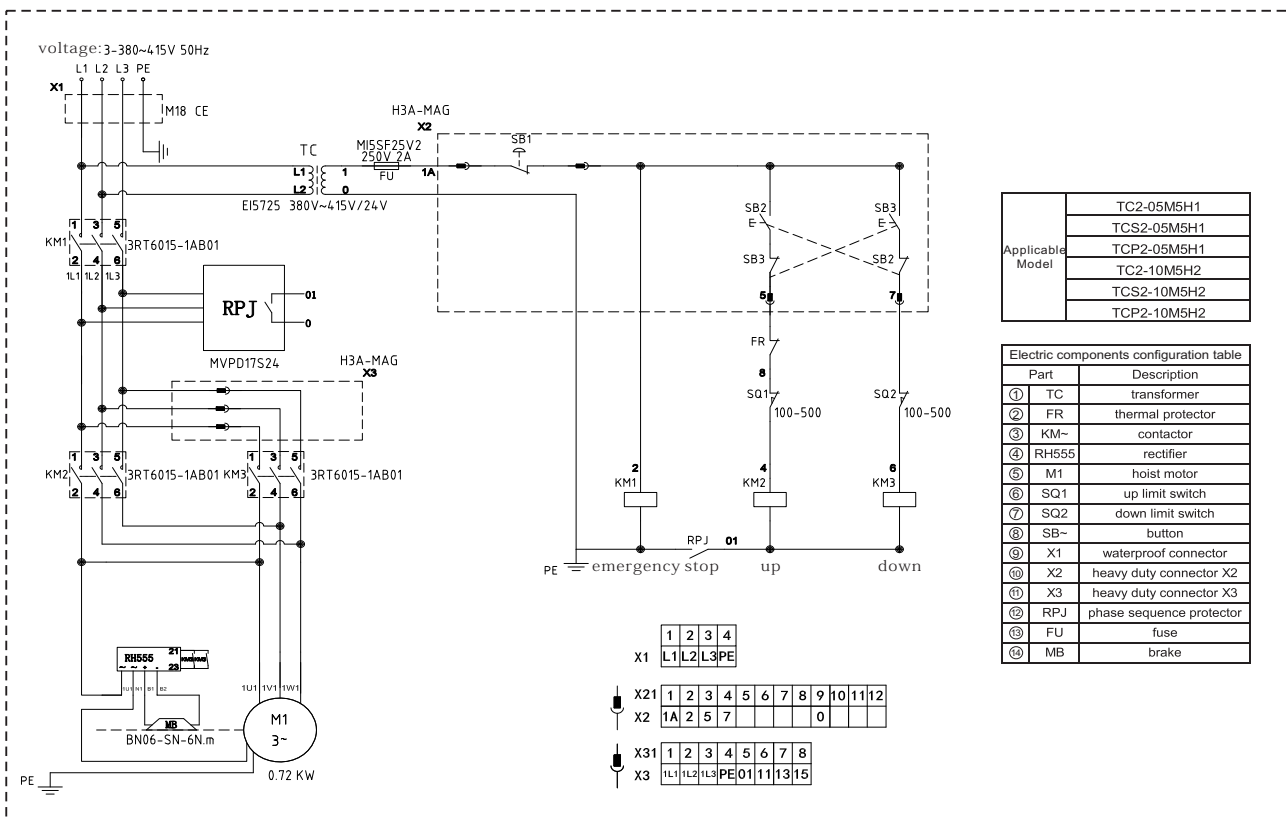 voltage: 3-380~415V 50Hz
L1 L2 L3 PE
X1
M18 CE
H3A-MAG
X2
TC
MI5SF25V2
250V 2A
FU
L1 1
L2 0
1A
SB1
EI5725 380V~415V/24V
1 3 5
KM1
3RT6015-1AB01
2 4 6
1L1 1L2 1L3
RPJ
01
0
MVPD17S24
H3A-MAG
X3
SB2
SB3
SB3
SB2
5
7
FR
8
SQ1
100-500
SQ2
100-500
1 3 5
KM2
3RT6015-1AB01
2 4 6
1 3 5
KM3
3RT6015-1AB01
2 4 6
2
KM1
4
KM2
6
KM3
RPJ 01
PE
emergency stop
up
down
RH555
21
23
~ ~ + -
1U1 N1 B1 B2
1U1 1V1 1W1
MB
BN06-SN-6N.m
M1
3~
0.72 KW
PE
1 2 3 4
X1 L1 L2 L3 PE
X21 1 2 3 4 5 6 7 8 9 10 11 12
X2 1A 2 5 7 0
X31 1 2 3 4 5 6 7 8
X3 1L1 1L2 1L3 PE 01 11 13 15
Applicable
Model
TC2-05M5H1
TCS2-05M5H1
TCP2-05M5H1
TC2-10M5H2
TCS2-10M5H2
TCP2-10M5H2
Electric components configuration table
Part Description
① TC transformer
② FR thermal protector
③ KM~ contactor
④ RH555 rectifier
⑤ M1 hoist motor
⑥ SQ1 up limit switch
⑦ SQ2 down limit switch
⑧ SB~ button
⑨ X1 waterproof connector
⑩ X2 heavy duty connector X2
⑪ X3 heavy duty connector X3
⑫ RPJ phase sequence protector
⑬ FU fuse
⑭ MB brake